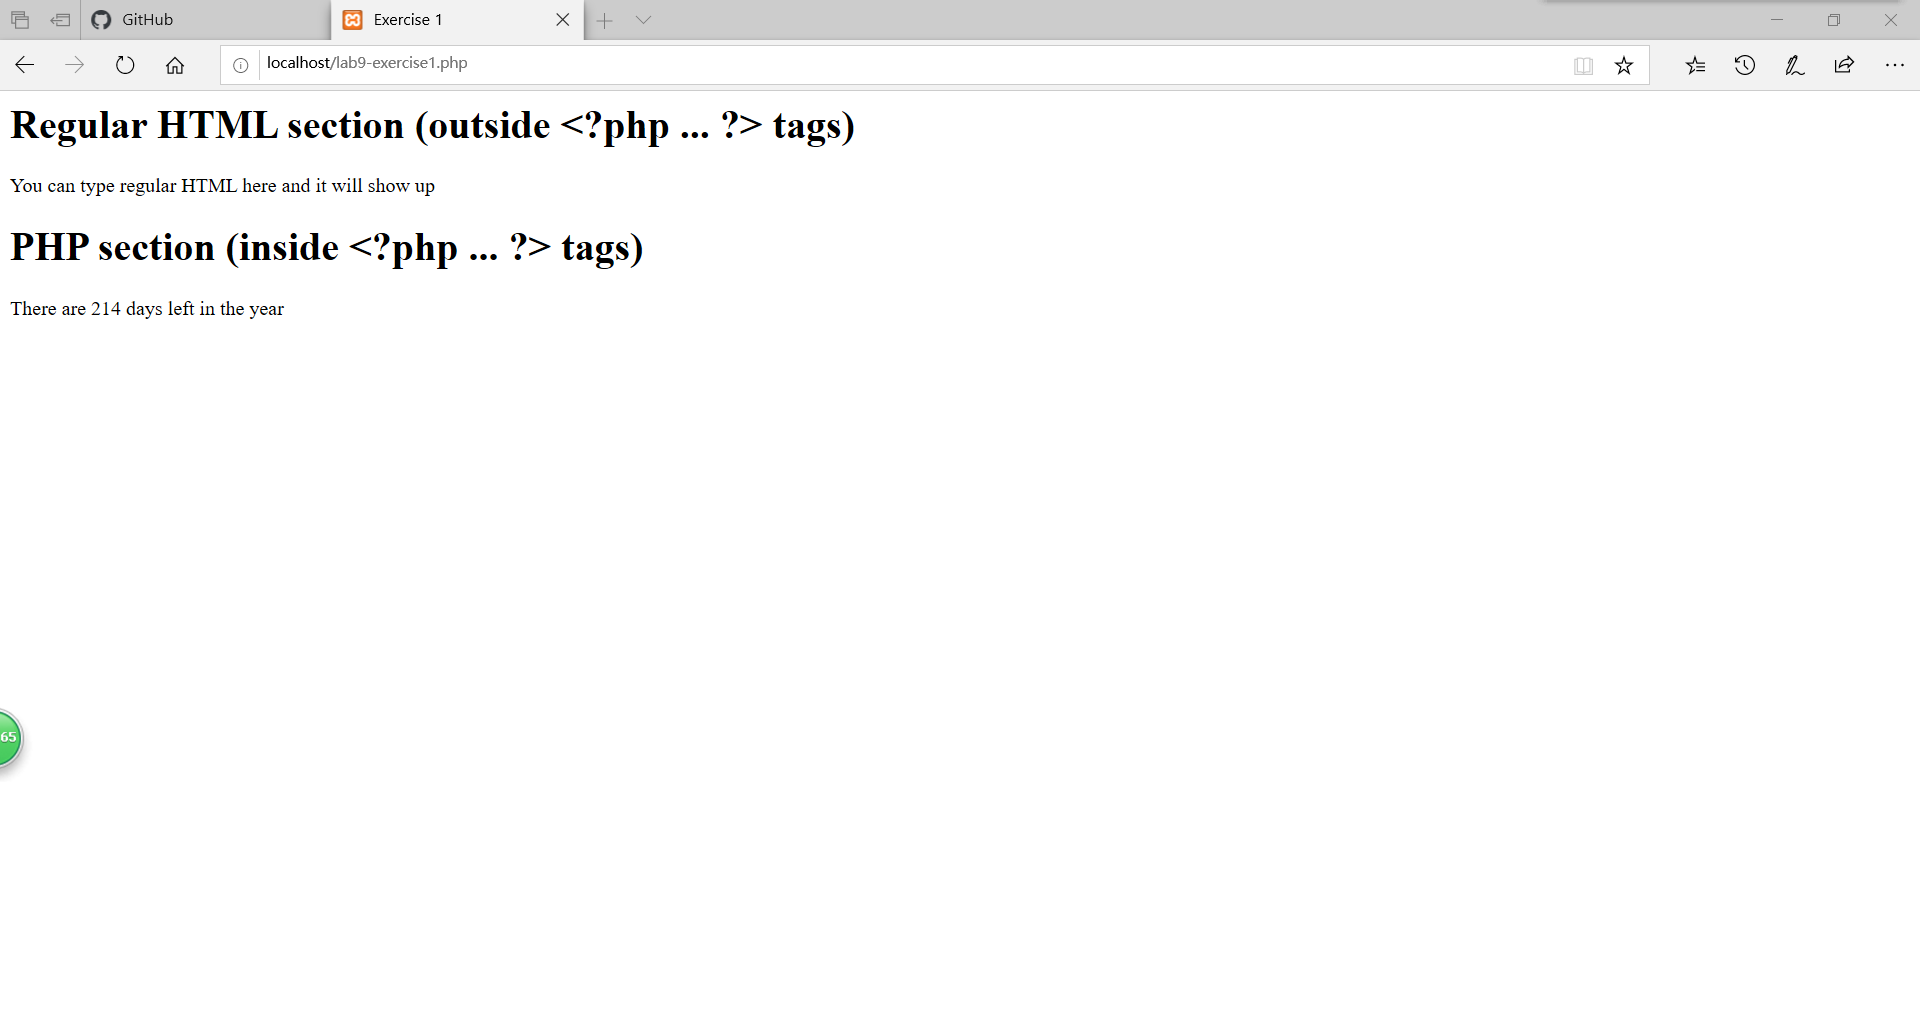 GitHub
Exercise 1
localhost/lab9-exercise1.php
Regular HTML section (outside <?php ... ?> tags)
You can type regular HTML here and it will show up
PHP section (inside <?php ... ?> tags)
There are 214 days left in the year
65